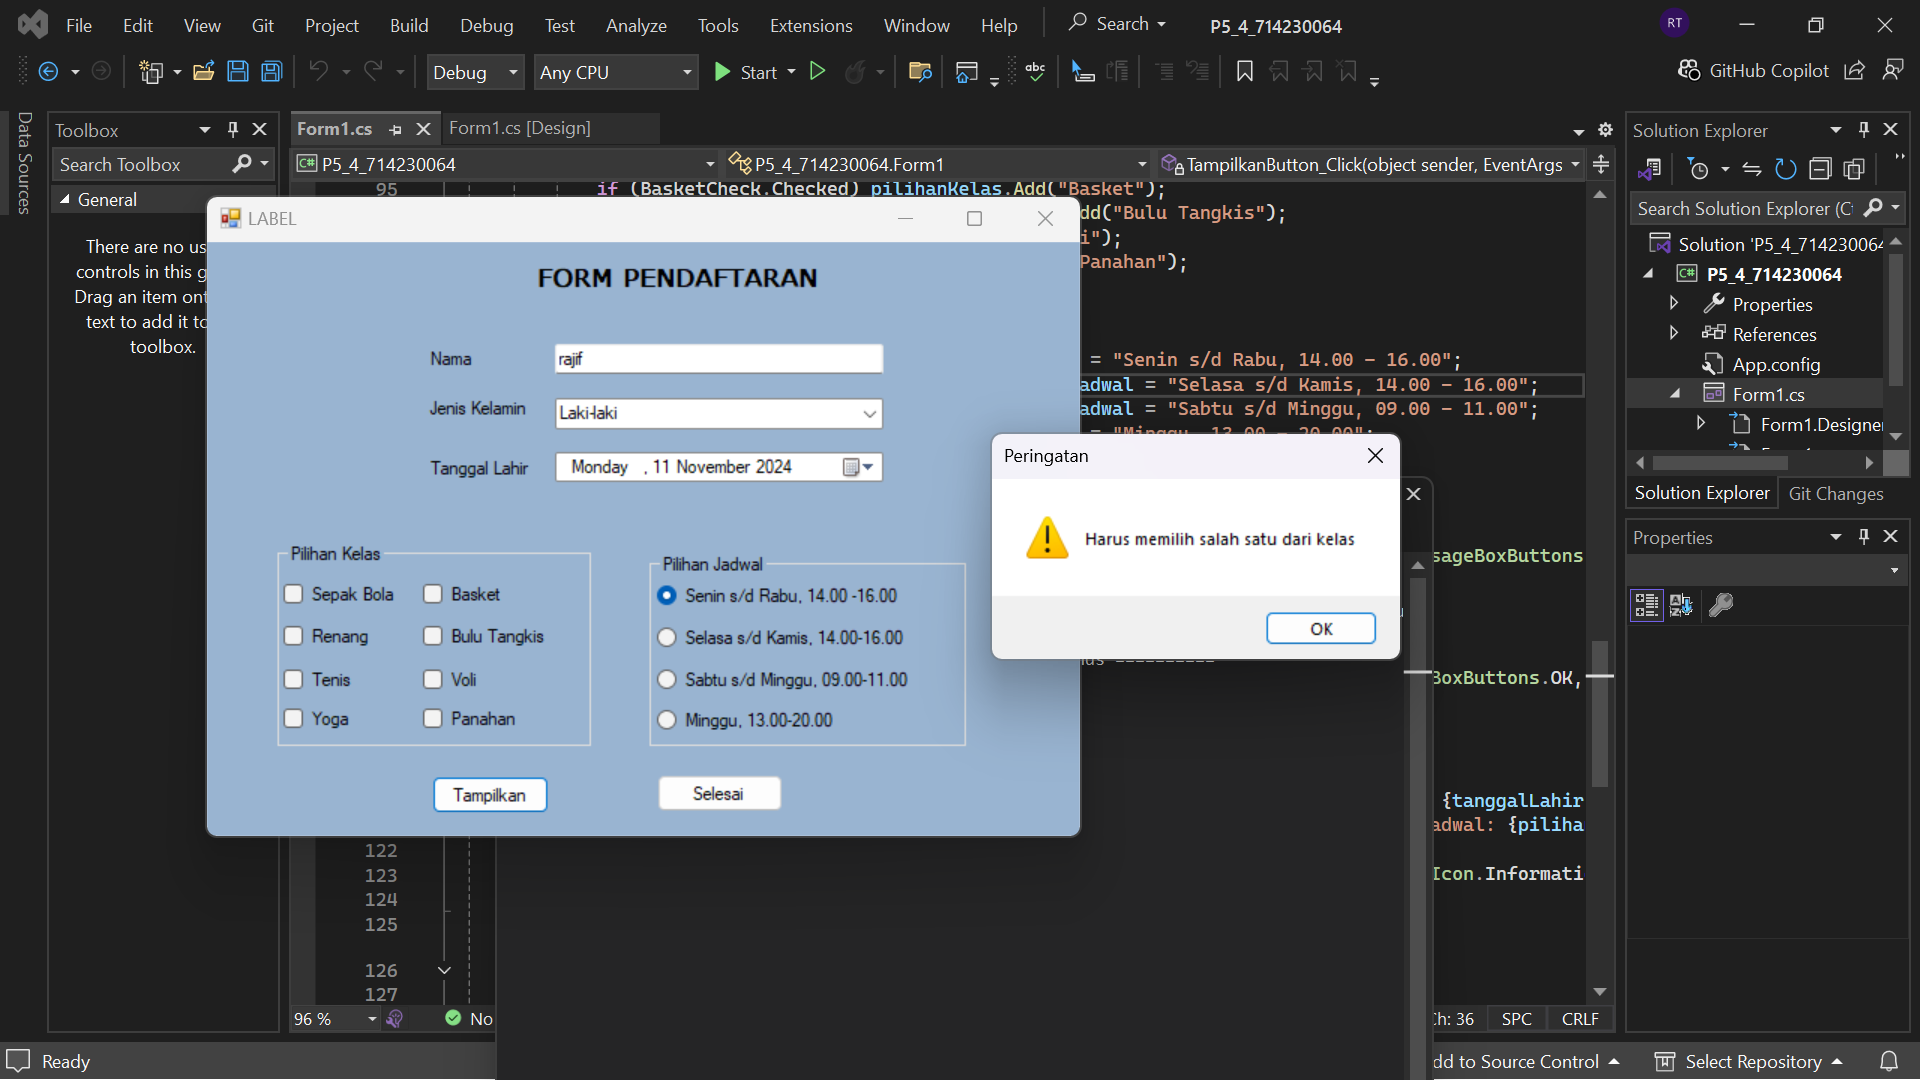 File Edit View Git Project Build Debug Test Analyze Tools Extensions Window Help Search P5_4_714230064 RT
Debug Any CPU Start abc GitHub Copilot
Data Sources
Toolbox
Search Toolbox
General
There are no us
controls in this g
Drag an item ont
text to add it to
toolbox.
Form1.cs Form1.cs [Design]
C# P5_4_714230064 P5_4_714230064.Form1 TampilkanButton_Click(object sender, EventArgs
95 if (BasketCheck.Checked) pilihanKelas.Add("Basket");
dd("Bulu Tangkis");
i");
Panahan");
= "Senin s/d Rabu, 14.00 - 16.00";
adwal = "Selasa s/d Kamis, 14.00 - 16.00";
adwal = "Sabtu s/d Minggu, 09.00 - 11.00";
= "Minggu, 13.00 - 20.00";
sageBoxButtons
BoxButtons.OK,
{tanggalLahir
adwal: {piliha
Icon.Informati
LABEL
FORM PENDAFTARAN
Nama rajif
Jenis Kelamin Laki-laki
Tanggal Lahir Monday , 11 November 2024
Pilihan Kelas
Sepak Bola Basket
Renang Bulu Tangkis
Tenis Voli
Yoga Panahan
Pilihan Jadwal
Senin s/d Rabu, 14.00 -16.00
Selasa s/d Kamis, 14.00-16.00
Sabtu s/d Minggu, 09.00-11.00
Minggu, 13.00-20.00
Tampilkan Selesai
Peringatan
Harus memilih salah satu dari kelas
OK
122
123
124
125
126
127
96 % No
Ch: 36 SPC CRLF
Solution Explorer
Search Solution Explorer (C
Solution 'P5_4_714230064
C# P5_4_714230064
Properties
References
App.config
Form1.cs
Form1.Designe
Solution Explorer Git Changes
Properties
Ready
dd to Source Control Select Repository